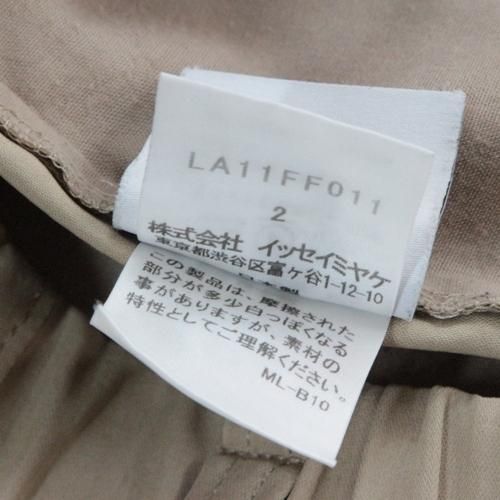 LA11FF011
2
株式会社 イッセイミヤケ
東京都渋谷区富ヶ谷1-12-10
日本製
この製品は、摩擦された
部分が多少白っぽくなる
事がありますが、素材の
特性としてご理解ください。
ML-B10